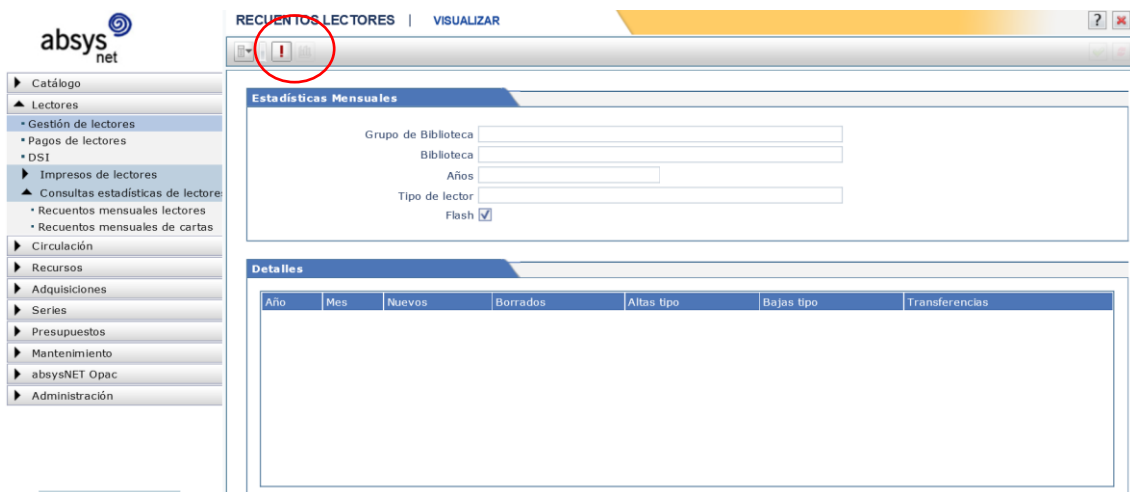 absys
net
RECUENTOS LECTORES | VISUALIZAR
?
!
Catálogo
Lectores
Gestión de lectores
Pagos de lectores
DSI
Impresos de lectores
Consultas estadísticas de lectore
Recuentos mensuales lectores
Recuentos mensuales de cartas
Circulación
Recursos
Adquisiciones
Series
Presupuestos
Mantenimiento
absysNET Opac
Administración
Estadísticas Mensuales
Grupo de Biblioteca
Biblioteca
Años
Tipo de lector
Flash
Detalles
Año Mes Nuevos Borrados Altas tipo Bajas tipo Transferencias